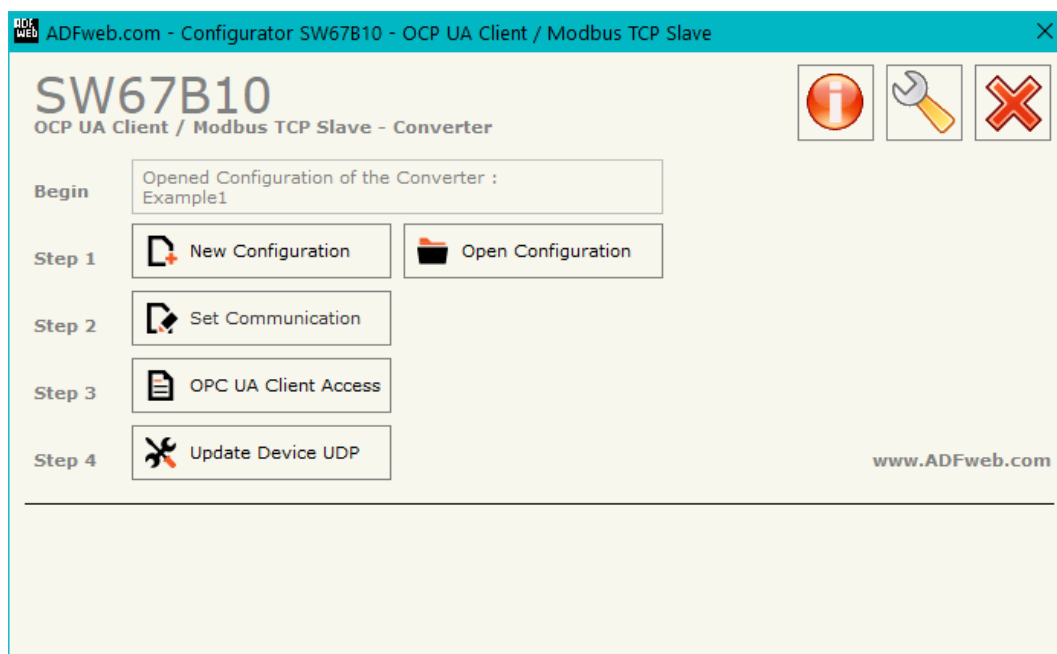 ADF
web
ADFweb.com - Configurator SW67B10 - OCP UA Client / Modbus TCP Slave
SW67B10
OCP UA Client / Modbus TCP Slave - Converter
Begin
Opened Configuration of the Converter :
Example1
Step 1
New Configuration
Open Configuration
Step 2
Set Communication
Step 3
OPC UA Client Access
Step 4
Update Device UDP
www.ADFweb.com